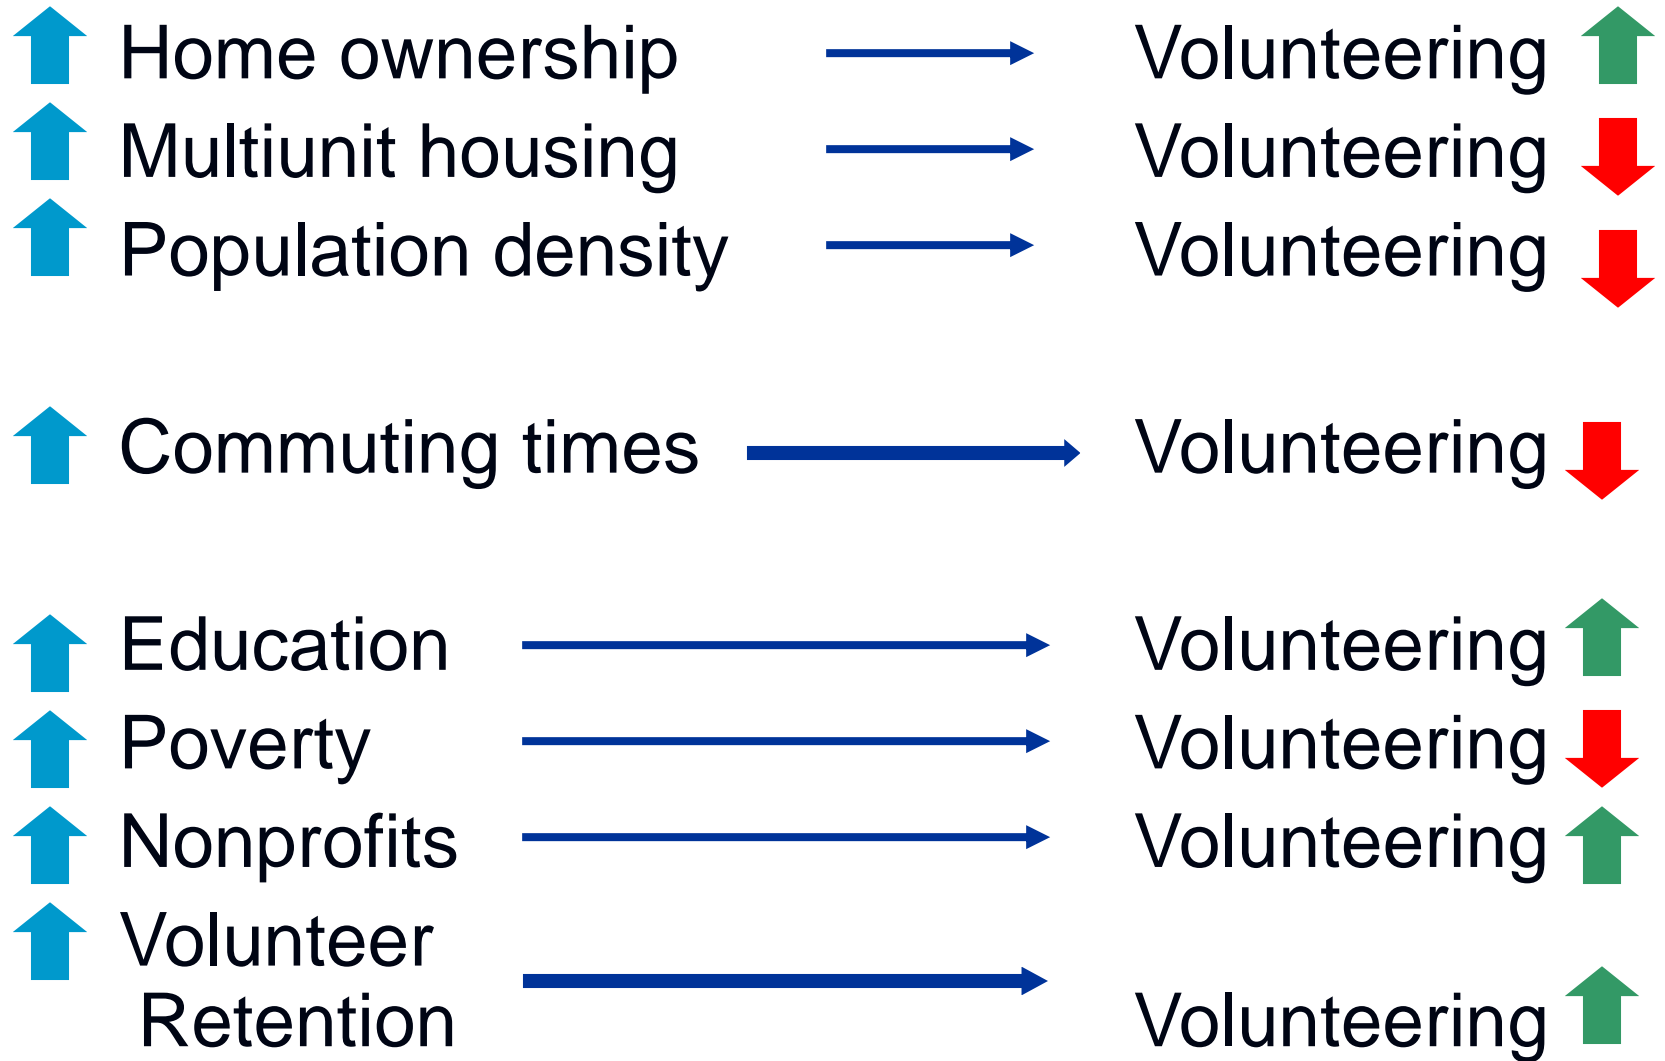 Home ownership Volunteering
Multiunit housing Volunteering
Population density Volunteering
Commuting times Volunteering
Education Volunteering
Poverty Volunteering
Nonprofits Volunteering
Volunteer
Retention Volunteering